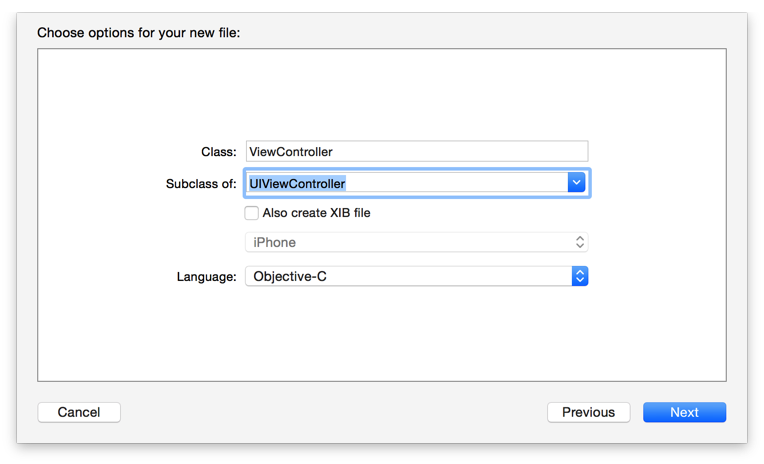 Choose options for your new file:
Class: ViewController
Subclass of: UIViewController
Also create XIB file
iPhone
Language: Objective-C
Cancel Previous Next